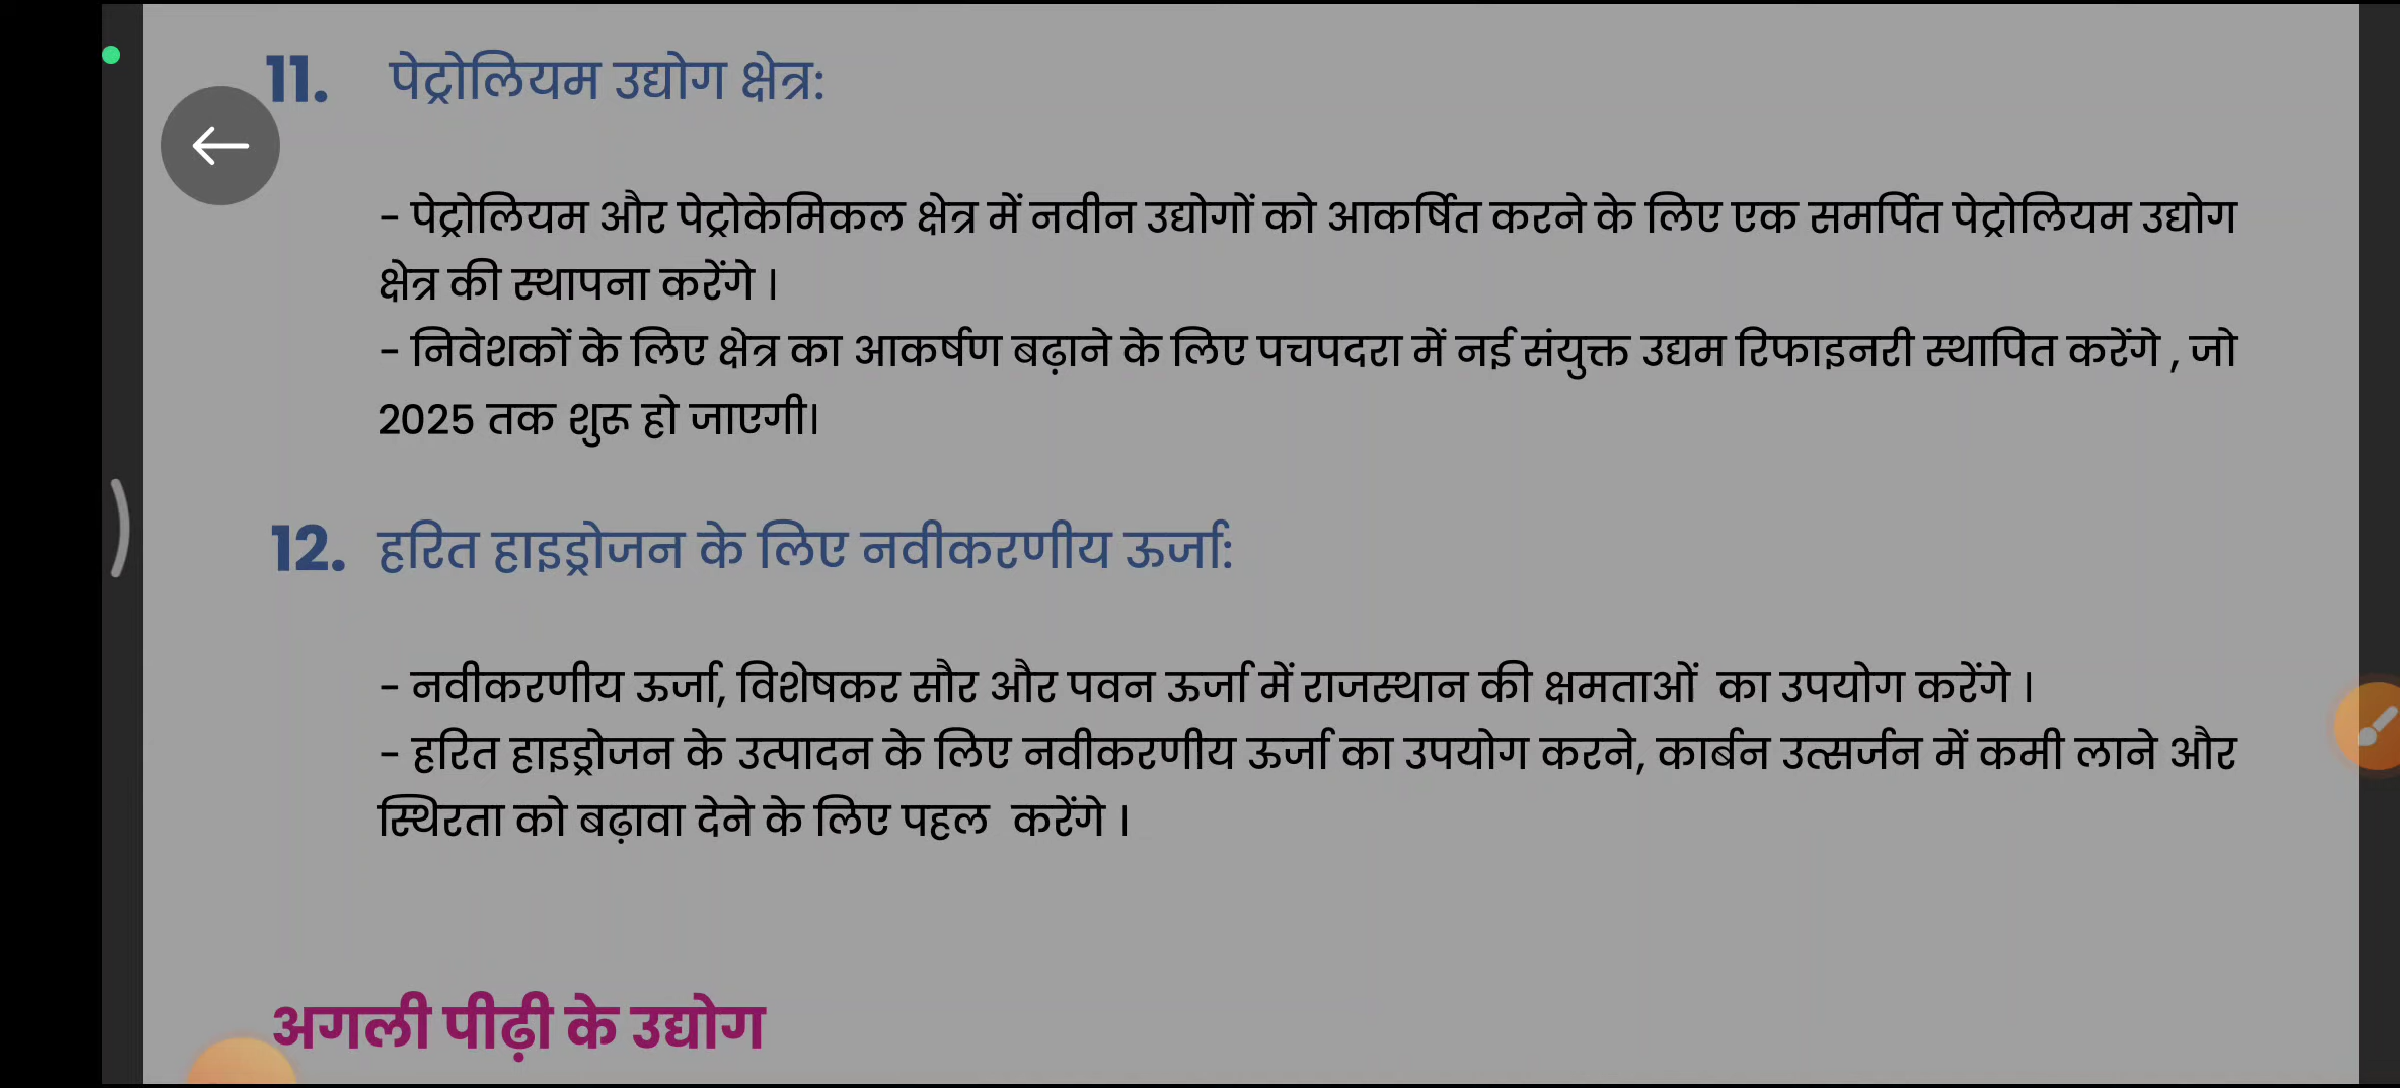 11. पेट्रोलियम उद्योग क्षेत्र:
- पेट्रोलियम और पेट्रोकेमिकल क्षेत्र में नवीन उद्योगों को आकर्षित करने के लिए एक समर्पित पेट्रोलियम उद्योग
क्षेत्र की स्थापना करेंगे ।
- निवेशकों के लिए क्षेत्र का आकर्षण बढ़ाने के लिए पचपदरा में नई संयुक्त उद्यम रिफाइनरी स्थापित करेंगे , जो
2025 तक शुरू हो जाएगी।
12. हरित हाइड्रोजन के लिए नवीकरणीय ऊर्जा:
- नवीकरणीय ऊर्जा, विशेषकर सौर और पवन ऊर्जा में राजस्थान की क्षमताओं का उपयोग करेंगे ।
- हरित हाइड्रोजन के उत्पादन के लिए नवीकरणीय ऊर्जा का उपयोग करने, कार्बन उत्सर्जन में कमी लाने और
स्थिरता को बढ़ावा देने के लिए पहल करेंगे ।
अगली पीढ़ी के उद्योग